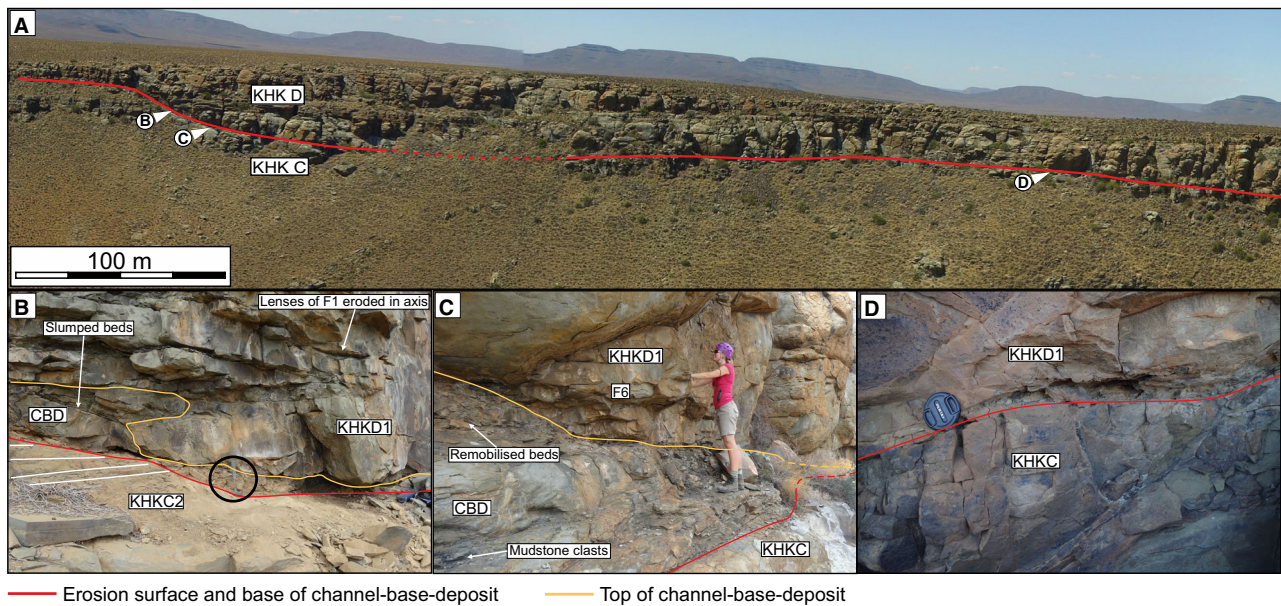 A
KHK D
B
C
KHK C
D
100 m
B
Lenses of F1 eroded in axis
Slumped beds
CBD
KHKD1
KHKC2
C
KHKD1
F6
Remobilised beds
CBD
Mudstone clasts
KHKC
D
KHKD1
KHKC
Erosion surface and base of channel-base-deposit
Top of channel-base-deposit